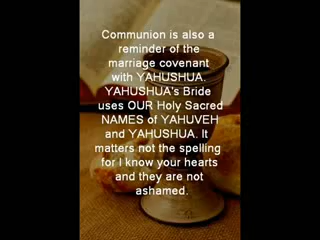 Communion is also a
reminder of the
marriage covenant
with YAHUSHUA.
YAHUSHUA's Bride
uses OUR Holy Sacred
NAMES of YAHUVEH
and YAHUSHUA. It
matters not the spelling
for I know your hearts
and they are not
ashamed.